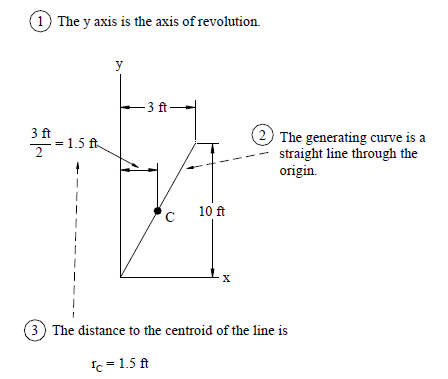 1 The y axis is the axis of revolution.
y
3 ft
3 ft
2
= 1.5 ft
2 The generating curve is a
straight line through the
origin.
C
10 ft
x
3 The distance to the centroid of the line is
rC = 1.5 ft